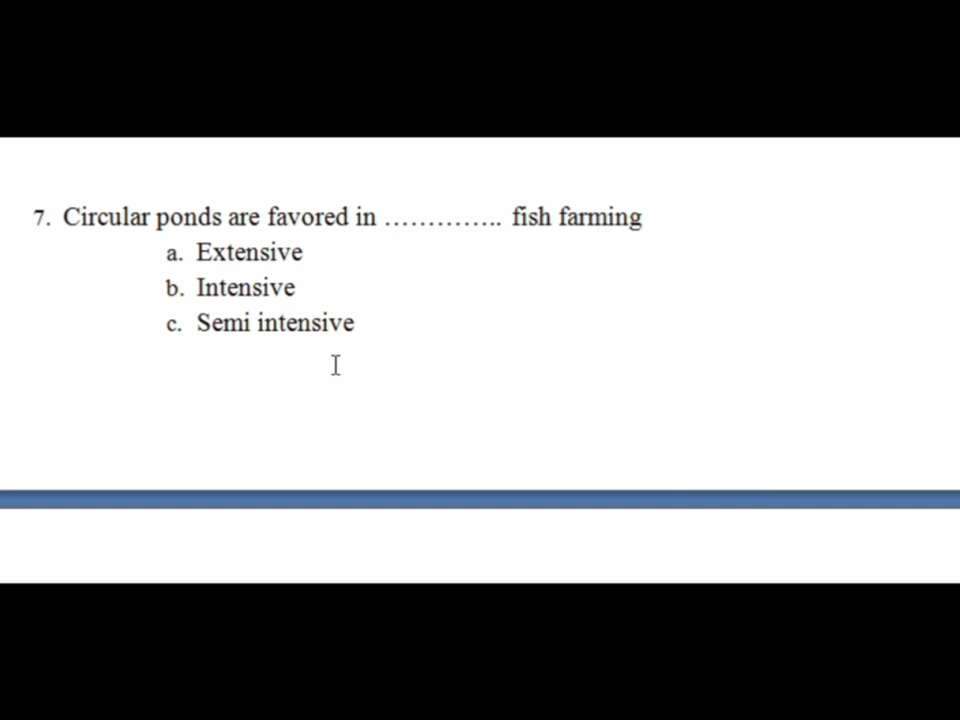 7. Circular ponds are favored in ………….. fish farming
a. Extensive
b. Intensive
c. Semi intensive